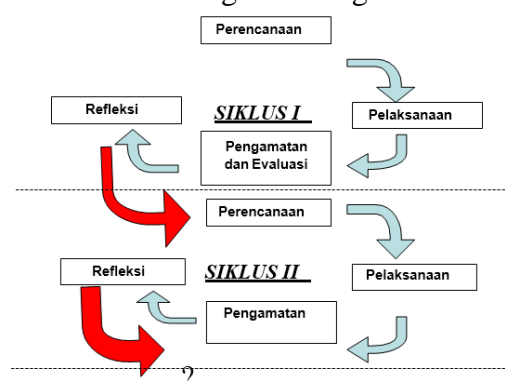 Perencanaan
Refleksi
SIKLUS I
Pelaksanaan
Pengamatan
dan Evaluasi
Perencanaan
Refleksi
SIKLUS II
Pelaksanaan
Pengamatan
?